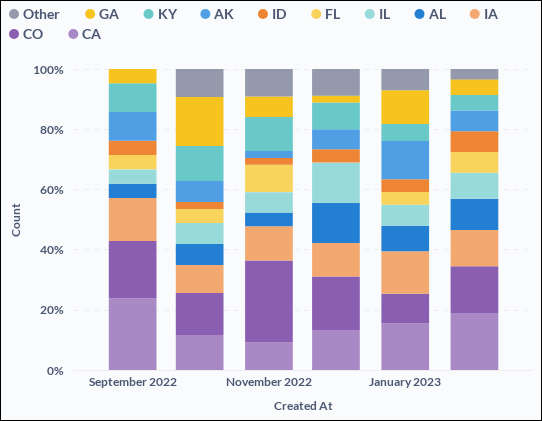 Other GA KY AK ID FL IL AL IA
CO CA
100%
80%
60%
40%
20%
0%
Count
September 2022 November 2022 January 2023
Created At